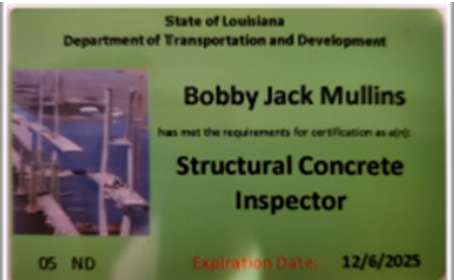 State of Louisiana
Department of Transportation and Development
Bobby Jack Mullins
has met the requirements for certification as a(n):
Structural Concrete
Inspector
05 ND
Expiration Date: 12/6/2025